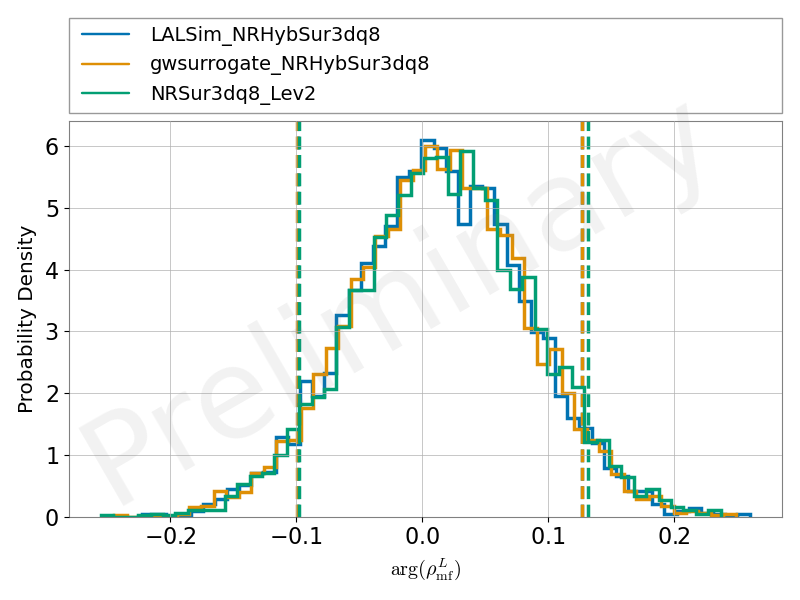 LALSim_NRHybSur3dq8
gwsurrogate_NRHybSur3dq8
NRSur3dq8_Lev2
Preliminary
Probability Density
6
5
4
3
2
1
0
−0.2 −0.1 0.0 0.1 0.2
arg(ρ^L_mf)